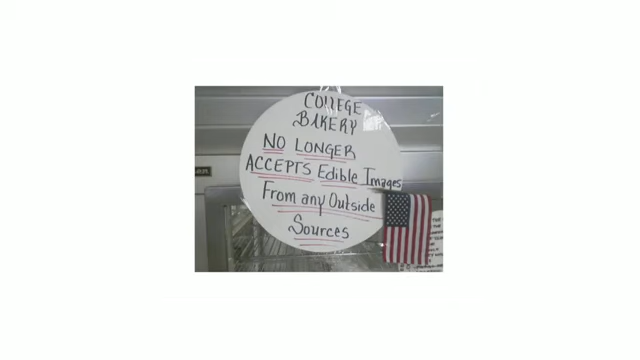 COLLEGE
BAKERY
NO LONGER
ACCEPTS Edible Images
From any Outside
Sources